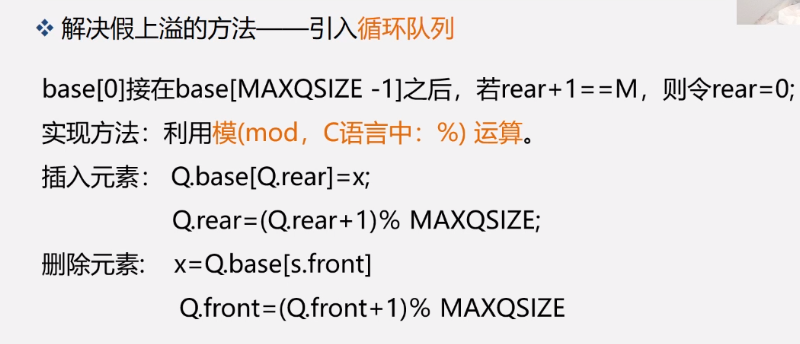 ❖ 解决假上溢的方法——引入循环队列
base[0]接在base[MAXQSIZE -1]之后，若rear+1==M，则令rear=0;
实现方法：利用模(mod，C语言中：%) 运算。
插入元素： Q.base[Q.rear]=x;
Q.rear=(Q.rear+1)% MAXQSIZE;
删除元素: x=Q.base[s.front]
Q.front=(Q.front+1)% MAXQSIZE